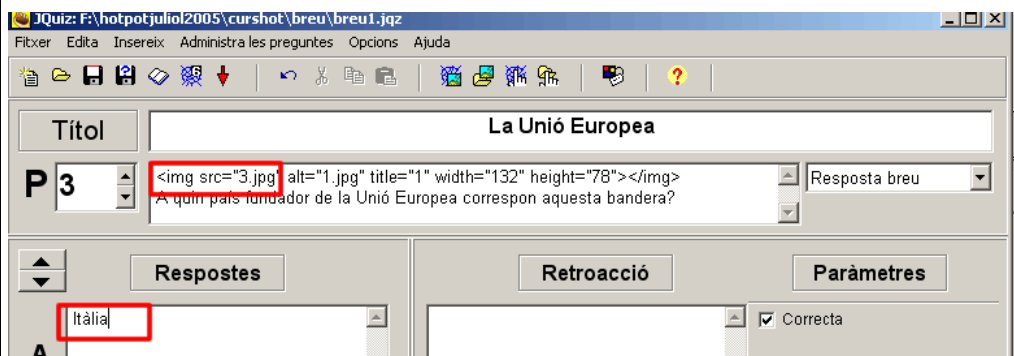 JQuiz: F:\hotpotjuliol2005\curshot\breu\breu1.jqz
Fitxer Edita Insereix Administra les preguntes Opcions Ajuda
Títol La Unió Europea
P 3 <img src="3.jpg" alt="1.jpg" title="1" width="132" height="78"></img> Resposta breu
A quin país fundador de la Unió Europea correspon aquesta bandera?
Respostes Retroacció Paràmetres
Itàlia Correcta
A